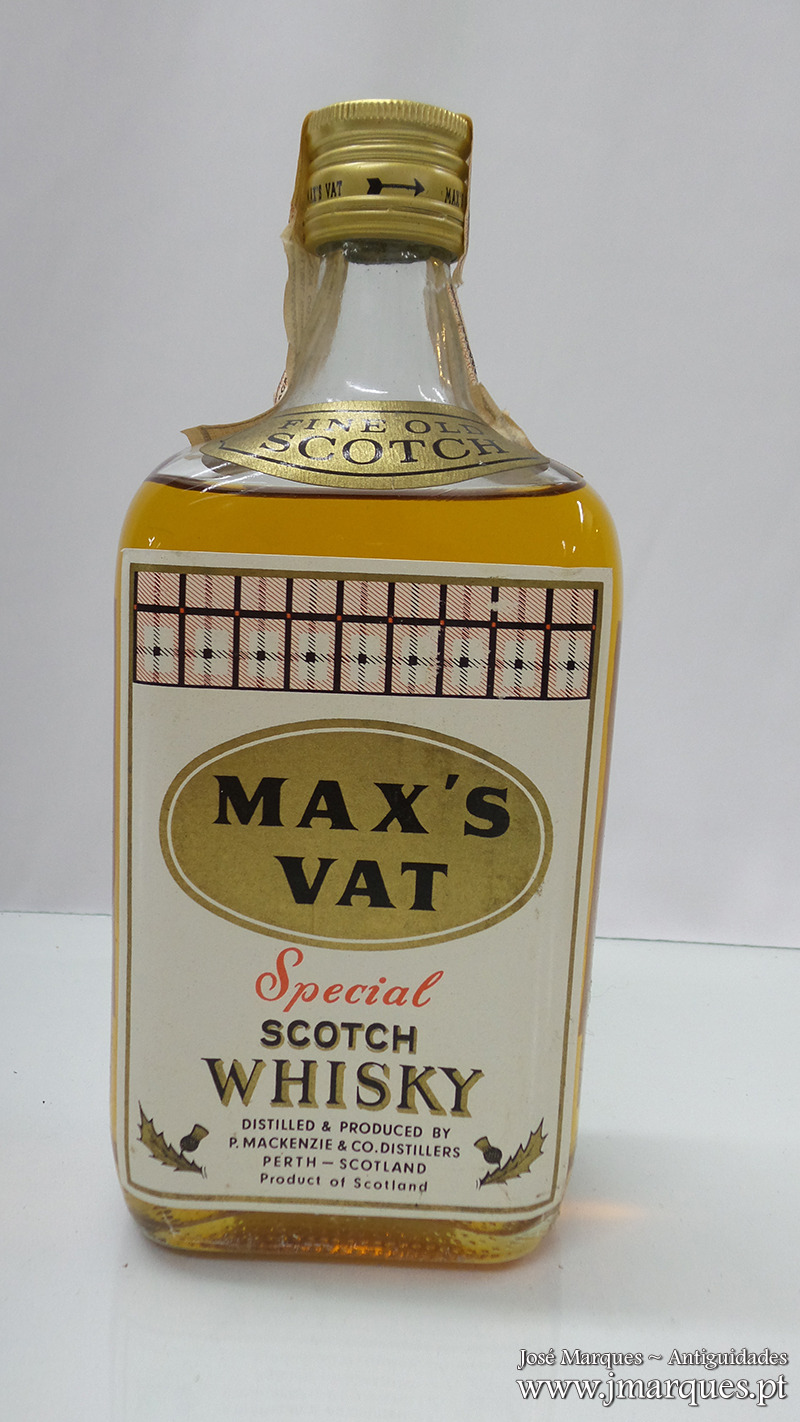 MAX'S VAT
FINE OLD
SCOTCH
MAX'S
VAT
Special
SCOTCH
WHISKY
DISTILLED & PRODUCED BY
P. MACKENZIE & CO. DISTILLERS
PERTH — SCOTLAND
Product of Scotland
José Marques ~ Antiguidades
www.jmarques.pt